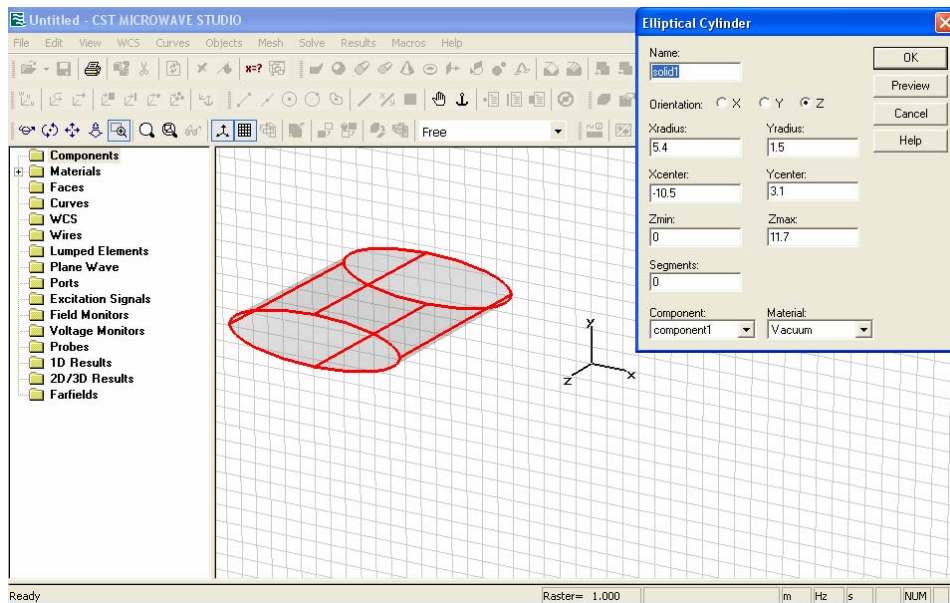 Untitled - CST MICROWAVE STUDIO
File Edit View WCS Curves Objects Mesh Solve Results Macros Help
x=?
Free
Components
Materials
Faces
Curves
WCS
Wires
Lumped Elements
Plane Wave
Ports
Excitation Signals
Field Monitors
Voltage Monitors
Probes
1D Results
2D/3D Results
Farfields
y
z x
Elliptical Cylinder
Name:
solid1
OK
Preview
Cancel
Help
Orientation: X Y Z
Xradius: Yradius:
5.4 1.5
Xcenter: Ycenter:
-10.5 3.1
Zmin: Zmax:
0 11.7
Segments:
0
Component: Material:
component1 Vacuum
Ready Raster= 1.000 m Hz s NUM